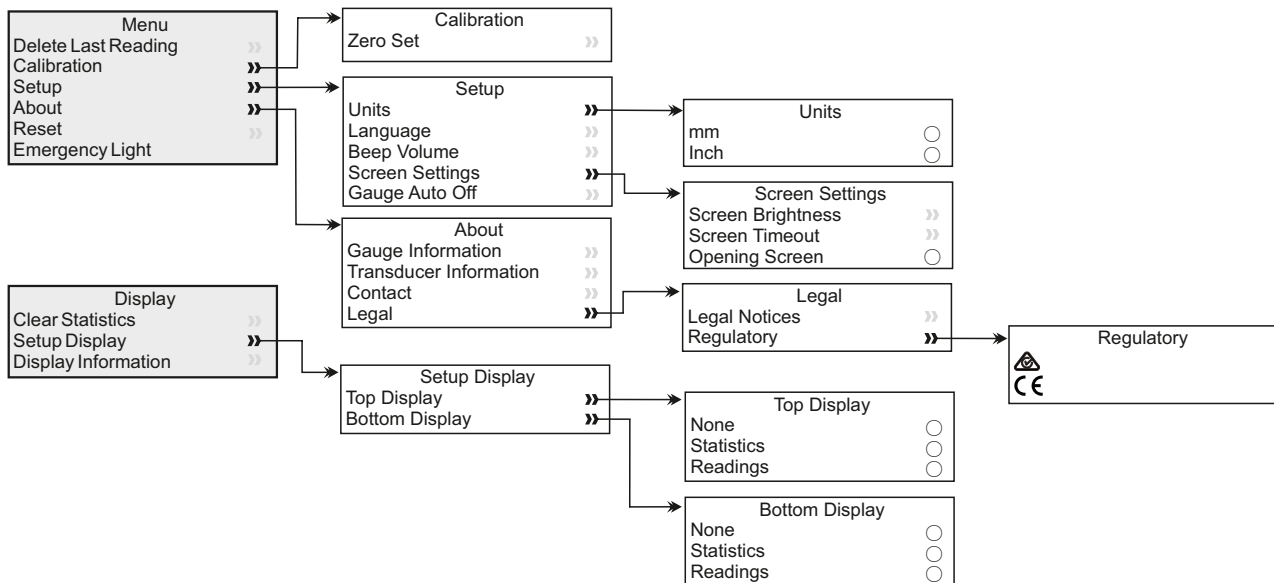 Menu
Delete Last Reading
Calibration
Setup
About
Reset
Emergency Light
Calibration
Zero Set
Setup
Units
Language
Beep Volume
Screen Settings
Gauge Auto Off
Units
mm
Inch
Screen Settings
Screen Brightness
Screen Timeout
Opening Screen
About
Gauge Information
Transducer Information
Contact
Legal
Legal
Legal Notices
Regulatory
Regulatory
CE
Display
Clear Statistics
Setup Display
Display Information
Setup Display
Top Display
Bottom Display
Top Display
None
Statistics
Readings
Bottom Display
None
Statistics
Readings